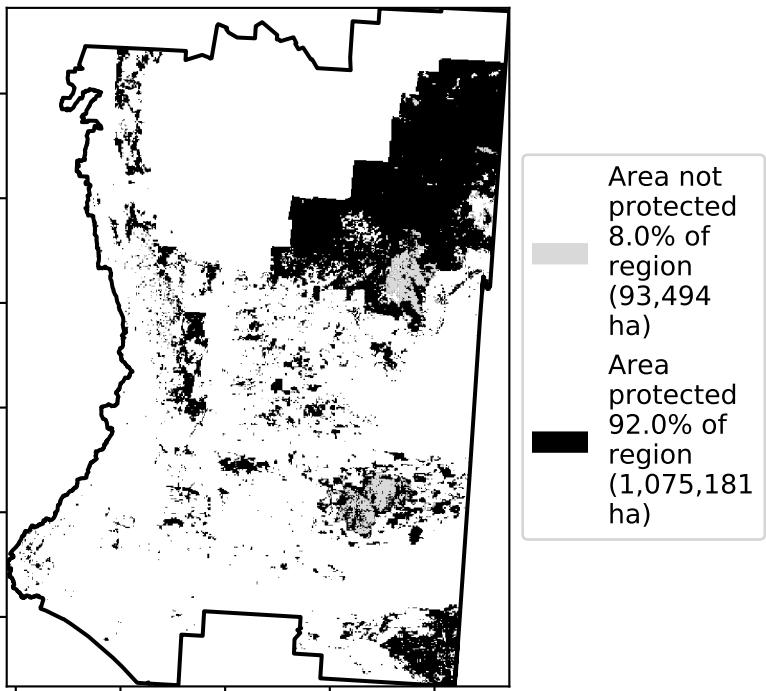 Area not
protected
8.0% of
region
(93,494
ha)
Area
protected
92.0% of
region
(1,075,181
ha)